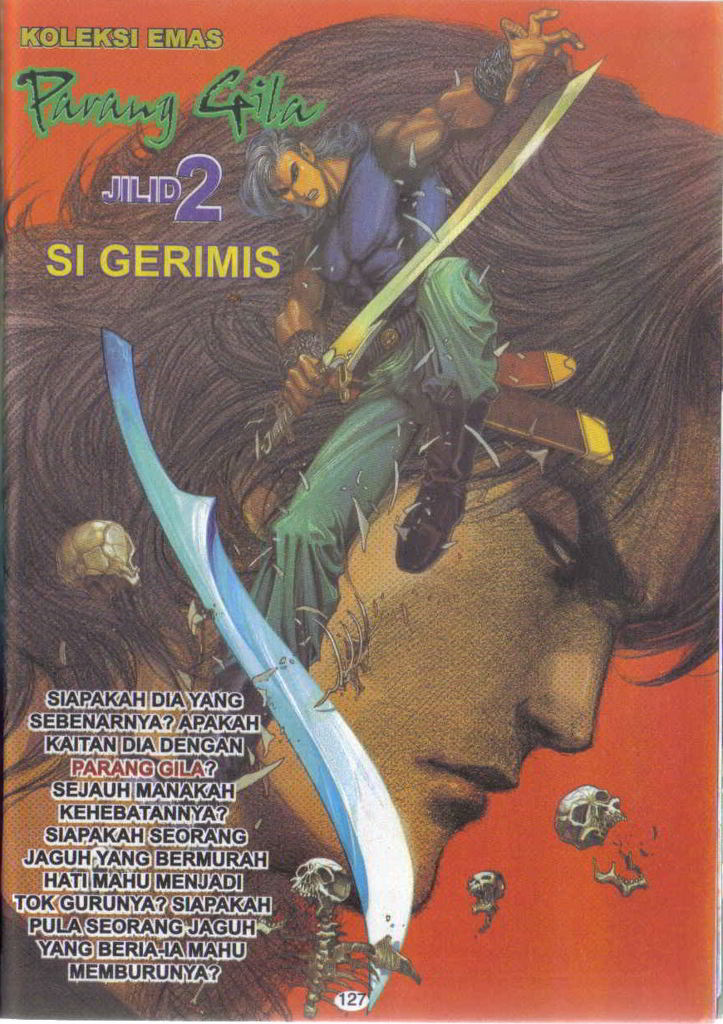 KOLEKSI EMAS
Parang Gila
JILID 2
SI GERIMIS
SIAPAKAH DIA YANG
SEBENARNYA? APAKAH
KAITAN DIA DENGAN
PARANG GILA?
SEJAUH MANAKAH
KEHEBATANNYA?
SIAPAKAH SEORANG
JAGUH YANG BERMURAH
HATI MAHU MENJADI
TOK GURUNYA? SIAPAKAH
PULA SEORANG JAGUH
YANG BERIA-IA MAHU
MEMBURUNYA?
127